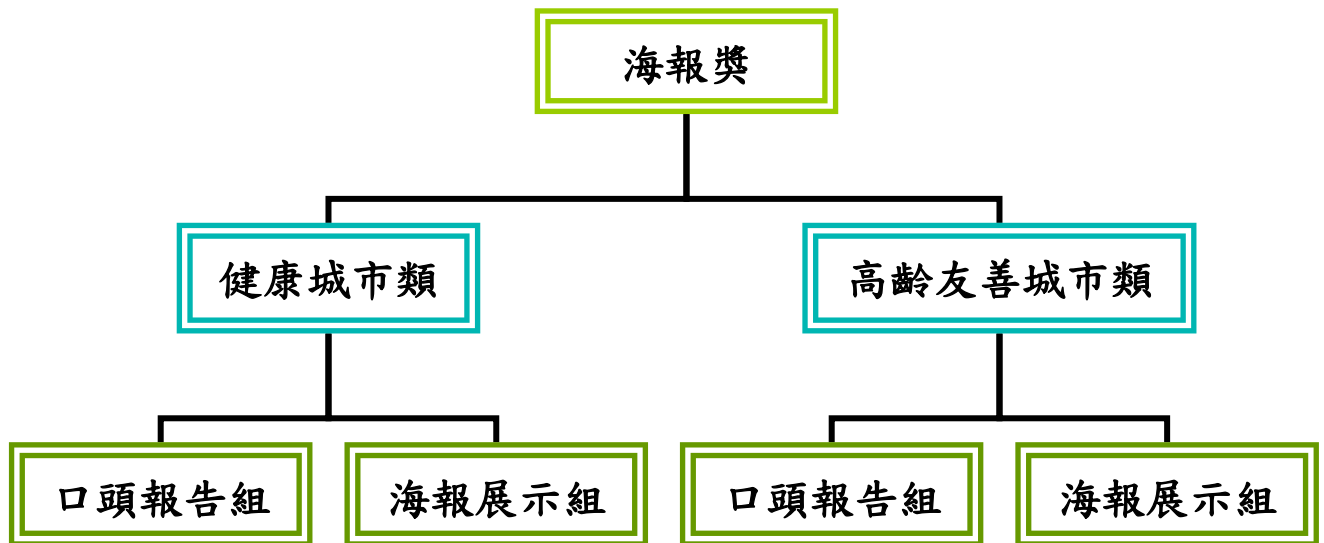 海報獎
健康城市類
高齡友善城市類
口頭報告組
海報展示組
口頭報告組
海報展示組